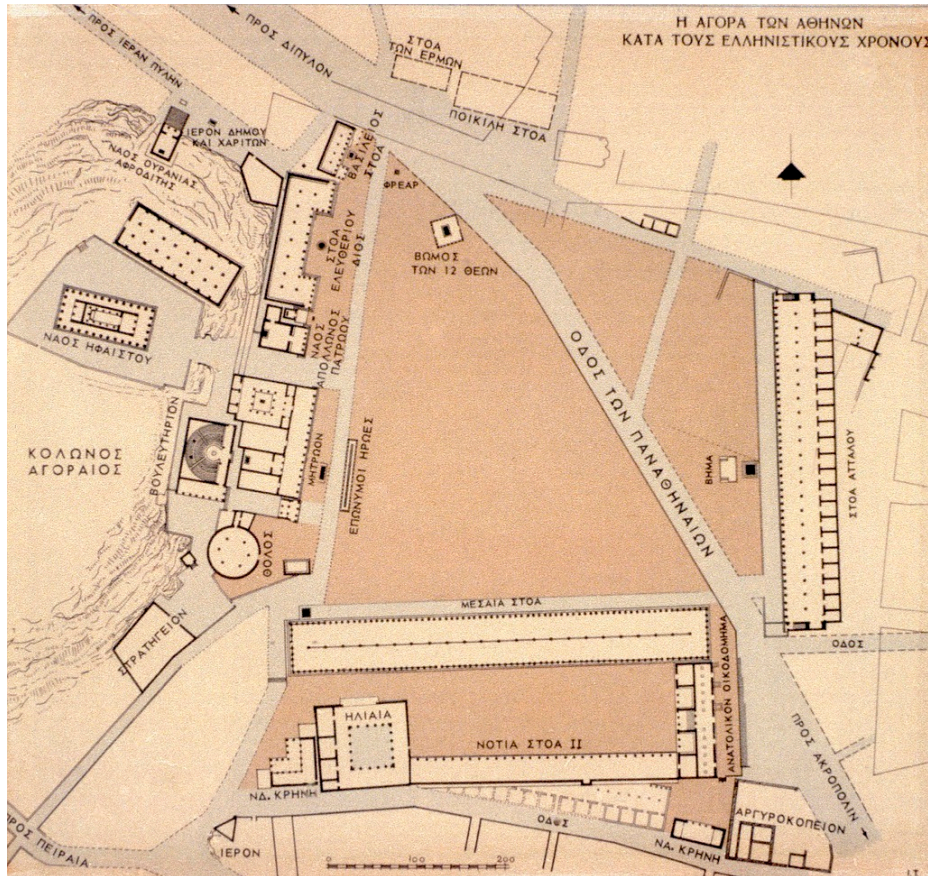 Η ΑΓΟΡΑ ΤΩΝ ΑΘΗΝΩΝ
ΚΑΤΑ ΤΟΥΣ ΕΛΛΗΝΙΣΤΙΚΟΥΣ ΧΡΟΝΟΥΣ
ΠΡΟΣ ΙΕΡΑΝ ΠΥΛΗΝ
ΠΡΟΣ ΔΙΠΥΛΟΝ
ΣΤΟΑ
ΤΩΝ ΕΡΜΩΝ
ΠΟΙΚΙΛΗ ΣΤΟΑ
ΙΕΡΟΝ ΔΗΜΟΥ
ΚΑΙ ΧΑΡΙΤΩΝ
ΝΑΟΣ ΟΥΡΑΝΙΑΣ
ΑΦΡΟΔΙΤΗΣ
ΒΑΣΙΛΕΙΟΣ
ΣΤΟΑ
ΦΡΕΑΡ
ΣΤΟΑ
ΕΛΕΥΘΕΡΙΟΥ
ΔΙΟΣ
ΒΩΜΟΣ
ΤΩΝ 12 ΘΕΩΝ
ΝΑΟΣ ΗΦΑΙΣΤΟΥ
ΝΑΟΣ
ΑΠΟΛΛΩΝΟΣ
ΠΑΤΡΩΟΥ
ΟΔΟΣ ΤΩΝ ΠΑΝΑΘΗΝΑΙΩΝ
ΚΟΛΩΝΟΣ
ΑΓΟΡΑΙΟΣ
ΒΟΥΛΕΥΤΗΡΙΟΝ
ΜΗΤΡΩΟΝ
ΕΠΩΝΥΜΟΙ ΗΡΩΕΣ
ΒΗΜΑ
ΣΤΟΑ ΑΤΤΑΛΟΥ
ΘΟΛΟΣ
ΣΤΡΑΤΗΓΕΙΟΝ
ΜΕΣΑΙΑ ΣΤΟΑ
ΟΔΟΣ
ΑΝΑΤΟΛΙΚΟΝ ΟΙΚΟΔΟΜΗΜΑ
ΠΡΟΣ ΑΚΡΟΠΟΛΙΝ
ΗΛΙΑΙΑ
ΝΟΤΙΑ ΣΤΟΑ ΙΙ
ΝΔ. ΚΡΗΝΗ
ΟΔΟΣ
ΑΡΓΥΡΟΚΟΠΕΙΟΝ
ΝΑ. ΚΡΗΝΗ
ΠΡΟΣ ΠΕΙΡΑΙΑ
ΙΕΡΟΝ
0 100 200
Ι.Τ.